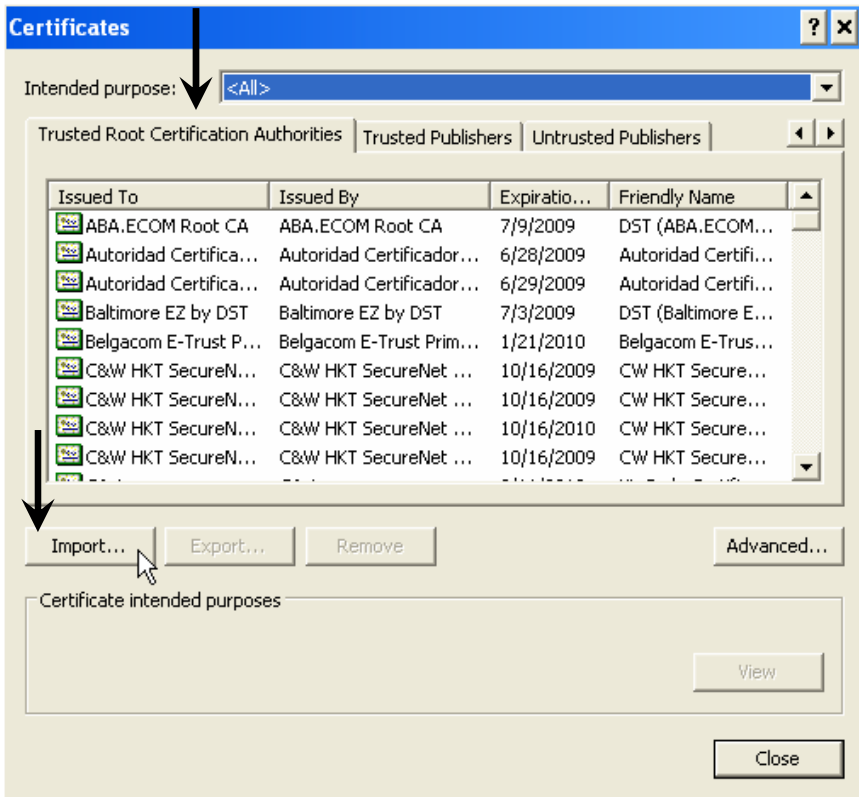 Certificates
Intended purpose: <All>
Trusted Root Certification Authorities Trusted Publishers Untrusted Publishers
Issued To Issued By Expiratio... Friendly Name
ABA.ECOM Root CA ABA.ECOM Root CA 7/9/2009 DST (ABA.ECOM...
Autoridad Certifica... Autoridad Certificador... 6/28/2009 Autoridad Certifi...
Autoridad Certifica... Autoridad Certificador... 6/29/2009 Autoridad Certifi...
Baltimore EZ by DST Baltimore EZ by DST 7/3/2009 DST (Baltimore E...
Belgacom E-Trust P... Belgacom E-Trust Prim... 1/21/2010 Belgacom E-Trus...
C&W HKT SecureN... C&W HKT SecureNet ... 10/16/2009 CW HKT Secure...
C&W HKT SecureN... C&W HKT SecureNet ... 10/16/2009 CW HKT Secure...
C&W HKT SecureN... C&W HKT SecureNet ... 10/16/2010 CW HKT Secure...
C&W HKT SecureN... C&W HKT SecureNet ... 10/16/2009 CW HKT Secure...
Import... Export... Remove Advanced...
Certificate intended purposes
View
Close